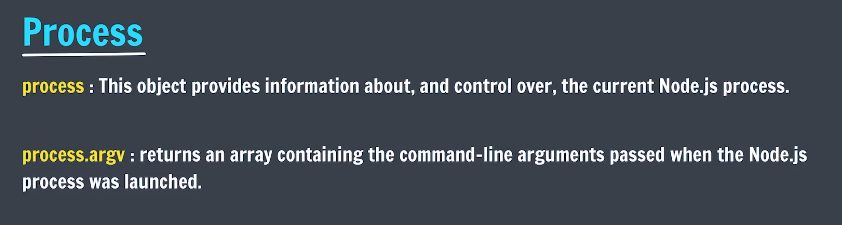 Process
process : This object provides information about, and control over, the current Node.js process.
process.argv : returns an array containing the command-line arguments passed when the Node.js
process was launched.